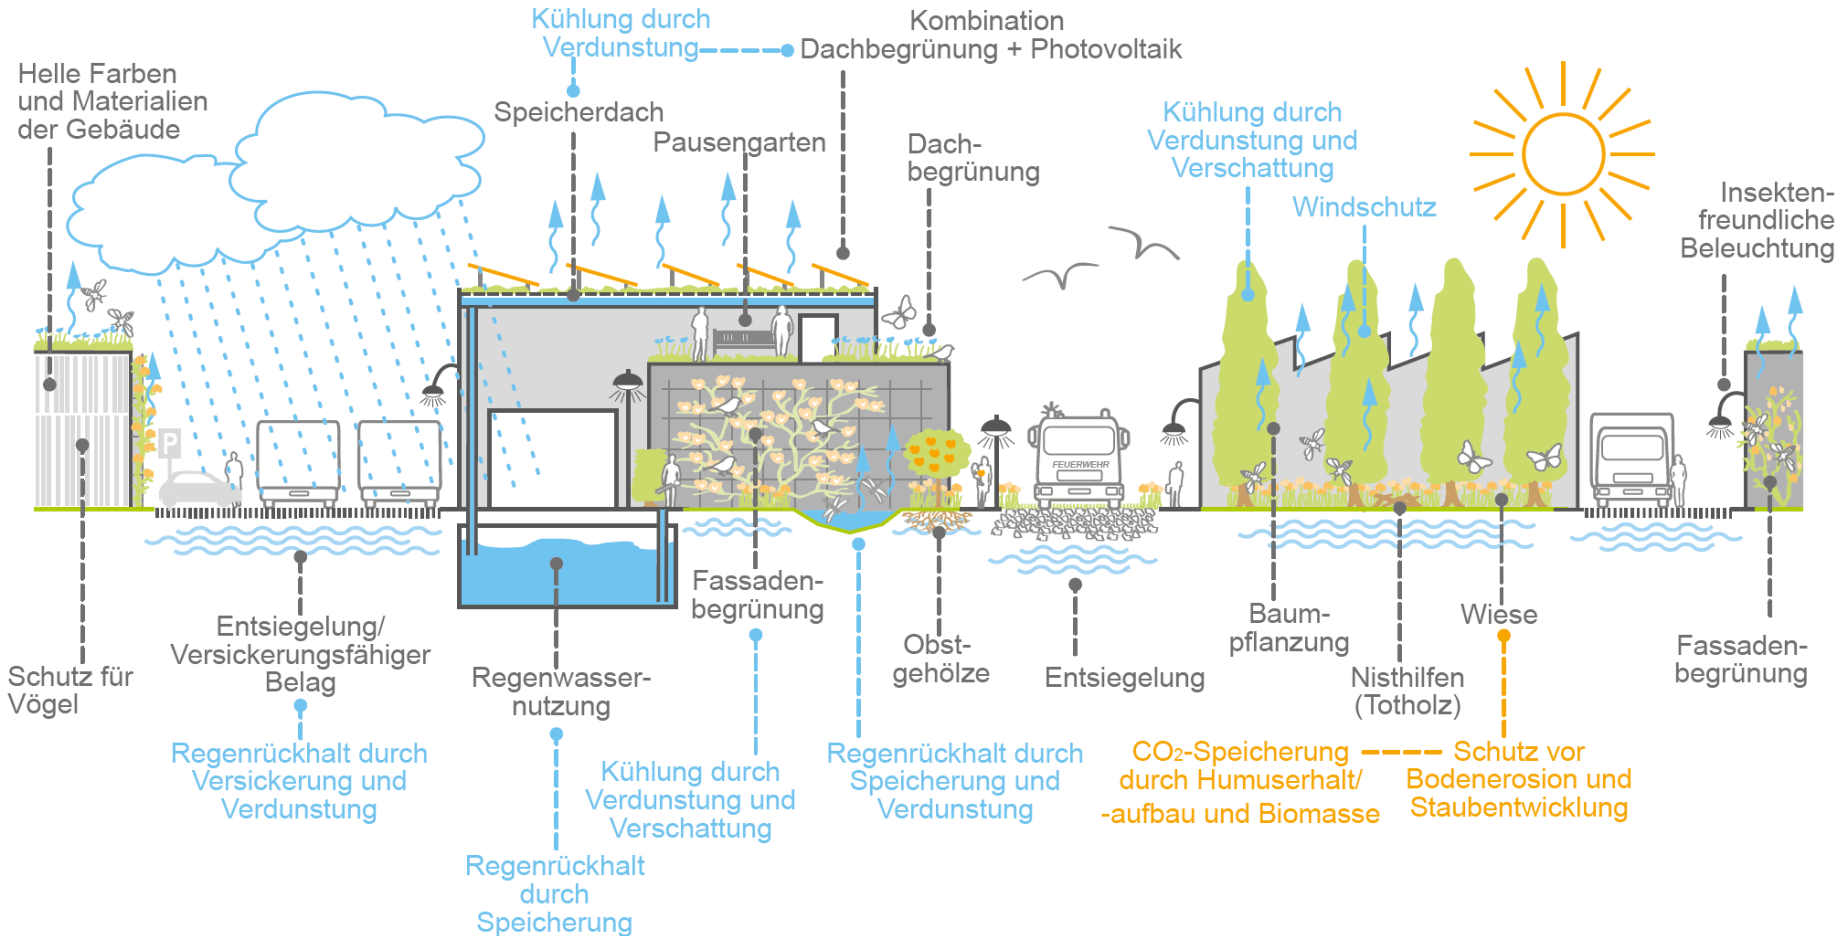 Kühlung durch
Verdunstung
Kombination
Dachbegrünung + Photovoltaik
Helle Farben
und Materialien
der Gebäude
Speicherdach
Pausengarten
Dach-
begrünung
Kühlung durch
Verdunstung und
Verschattung
Windschutz
Insekten-
freundliche
Beleuchtung
P
FEUERWEHR
Schutz für
Vögel
Entsiegelung/
Versickerungsfähiger
Belag
Regenrückhalt durch
Versickerung und
Verdunstung
Regenwasser-
nutzung
Regenrückhalt
durch
Speicherung
Fassaden-
begrünung
Kühlung durch
Verdunstung und
Verschattung
Regenrückhalt durch
Speicherung und
Verdunstung
Obst-
gehölze
Entsiegelung
Baum-
pflanzung
Nisthilfen
(Totholz)
Wiese
CO2-Speicherung
durch Humuserhalt/
-aufbau und Biomasse
Schutz vor
Bodenerosion und
Staubentwicklung
Fassaden-
begrünung